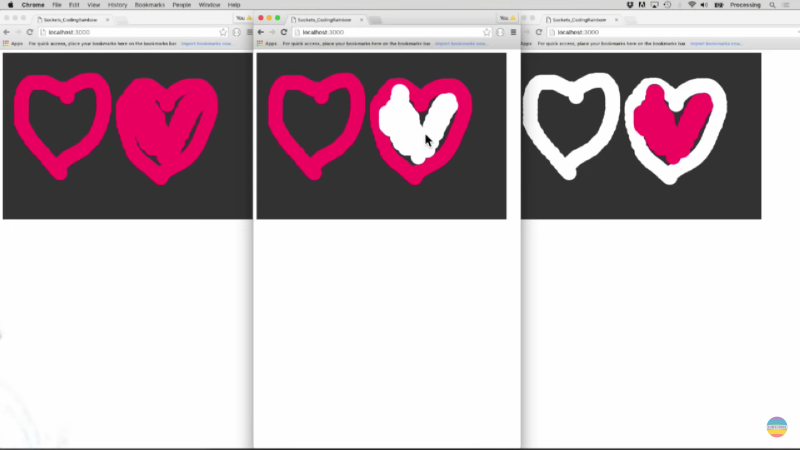 Chrome File Edit View History Bookmarks People Window Help Processing
Sockets_CodingRainbow You
localhost:3000
Apps For quick access, place your bookmarks here on the bookmarks bar. Import bookmarks now...
Sockets_CodingRainbow You
localhost:3000
Apps For quick access, place your bookmarks here on the bookmarks bar. Import bookmarks now...
Sockets_CodingRainbow You
localhost:3000
Apps For quick access, place your bookmarks here on the bookmarks bar. Import bookmarks now...